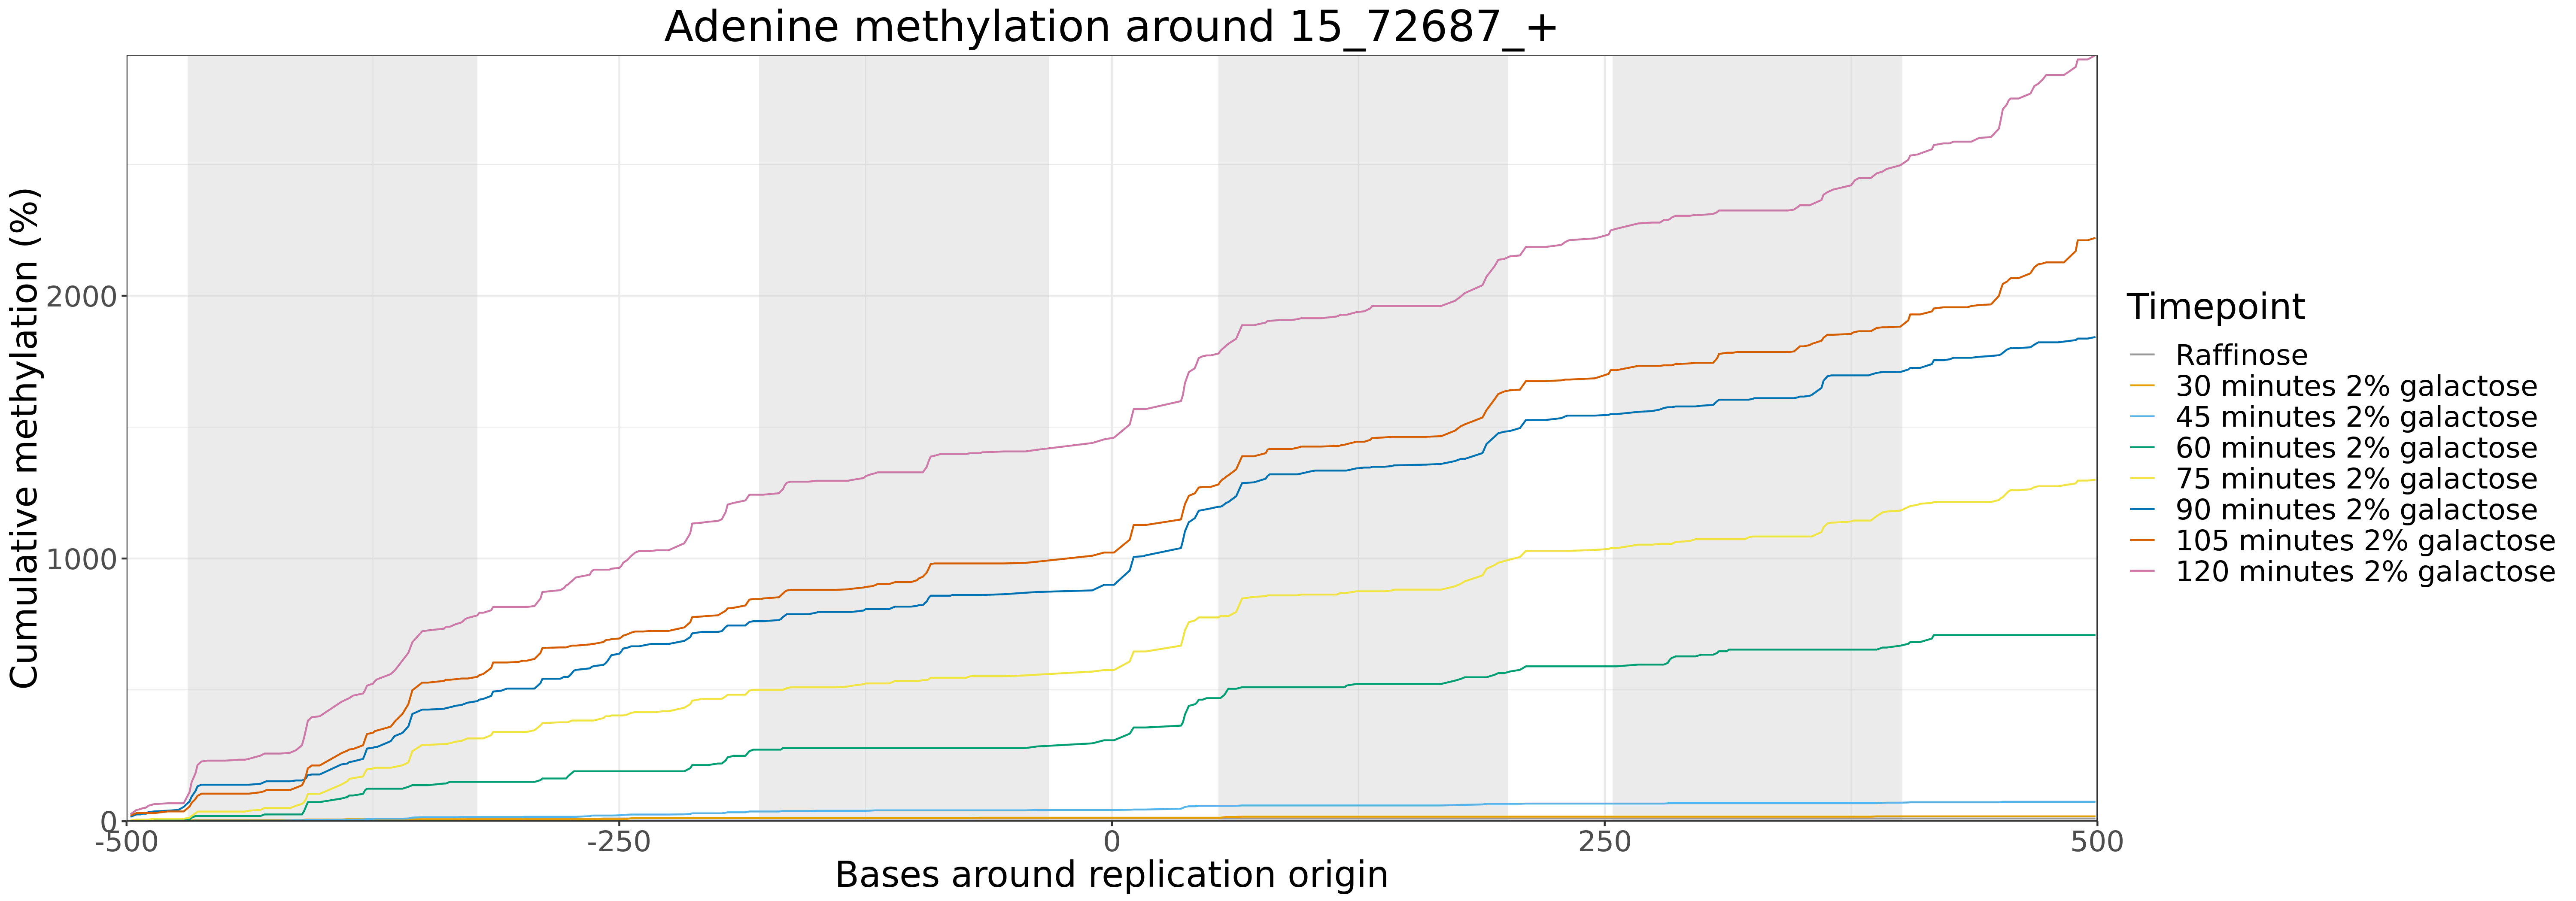 Adenine methylation around 15_72687_+
Cumulative methylation (%)
2000
1000
0
-500
-250
0
250
500
Bases around replication origin
Timepoint
Raffinose
30 minutes 2% galactose
45 minutes 2% galactose
60 minutes 2% galactose
75 minutes 2% galactose
90 minutes 2% galactose
105 minutes 2% galactose
120 minutes 2% galactose